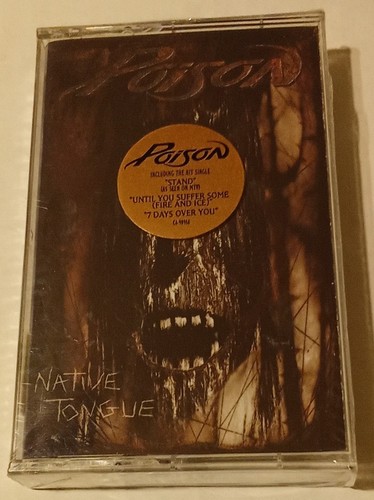 POISON
POISON
INCLUDING THE HIT SINGLE
"STAND"
(AS SEEN ON MTV)
"UNTIL YOU SUFFER SOME
(FIRE AND ICE)"
"7 DAYS OVER YOU"
NATIVE
TONGUE